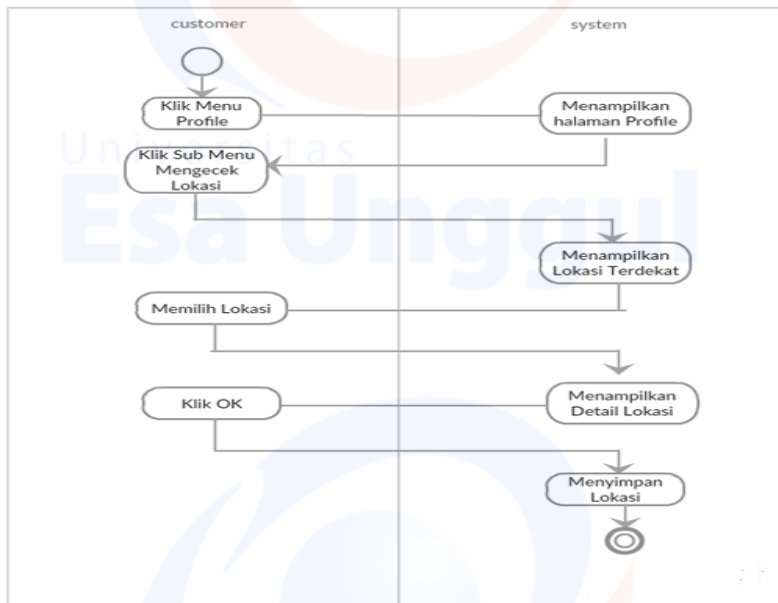 customer
system
Klik Menu
Profile
Menampilkan
halaman Profile
Universitas
Esa Unggul
Klik Sub Menu
Mengecek
Lokasi
Menampilkan
Lokasi Terdekat
Memilih Lokasi
Menampilkan
Detail Lokasi
Klik OK
Menyimpan
Lokasi